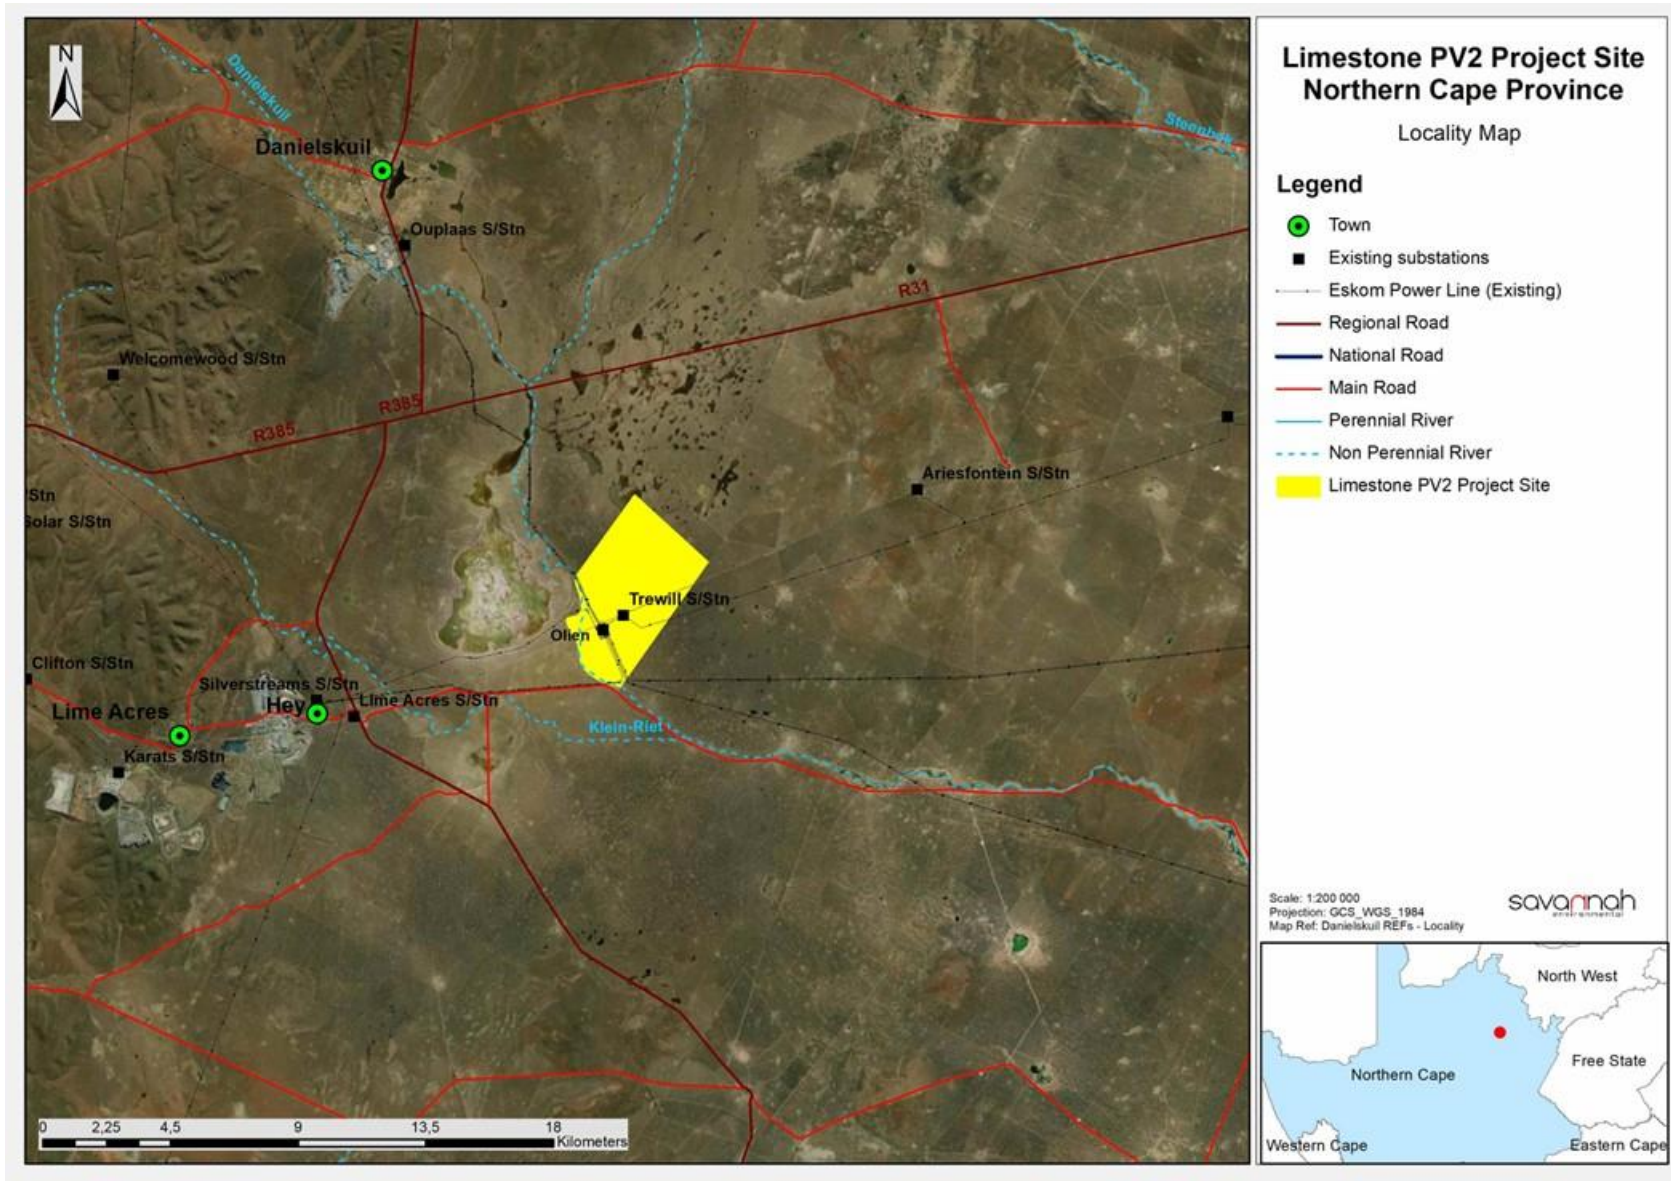 Limestone PV2 Project Site
Northern Cape Province
Locality Map
Legend
Town
Existing substations
Eskom Power Line (Existing)
Regional Road
National Road
Main Road
Perennial River
Non Perennial River
Limestone PV2 Project Site
Scale: 1:200 000
Projection: GCS_WGS_1984
Map Ref: Danielskuil REFs - Locality
savannah
environmental
North West
Free State
Northern Cape
Western Cape
Eastern Cape
N
Danielskuil
Danielskuil
Steenbok
Ouplaas S/Stn
R31
Welcomewood S/Stn
R385
R385
Ariesfontein S/Stn
/Stn
Solar S/Stn
Trewill S/Stn
Olien
Clifton S/Stn
Silverstreams S/Stn
Hey
Lime Acres S/Stn
Lime Acres
Klein-Riet
Karats S/Stn
0 2,25 4,5 9 13,5 18
Kilometers